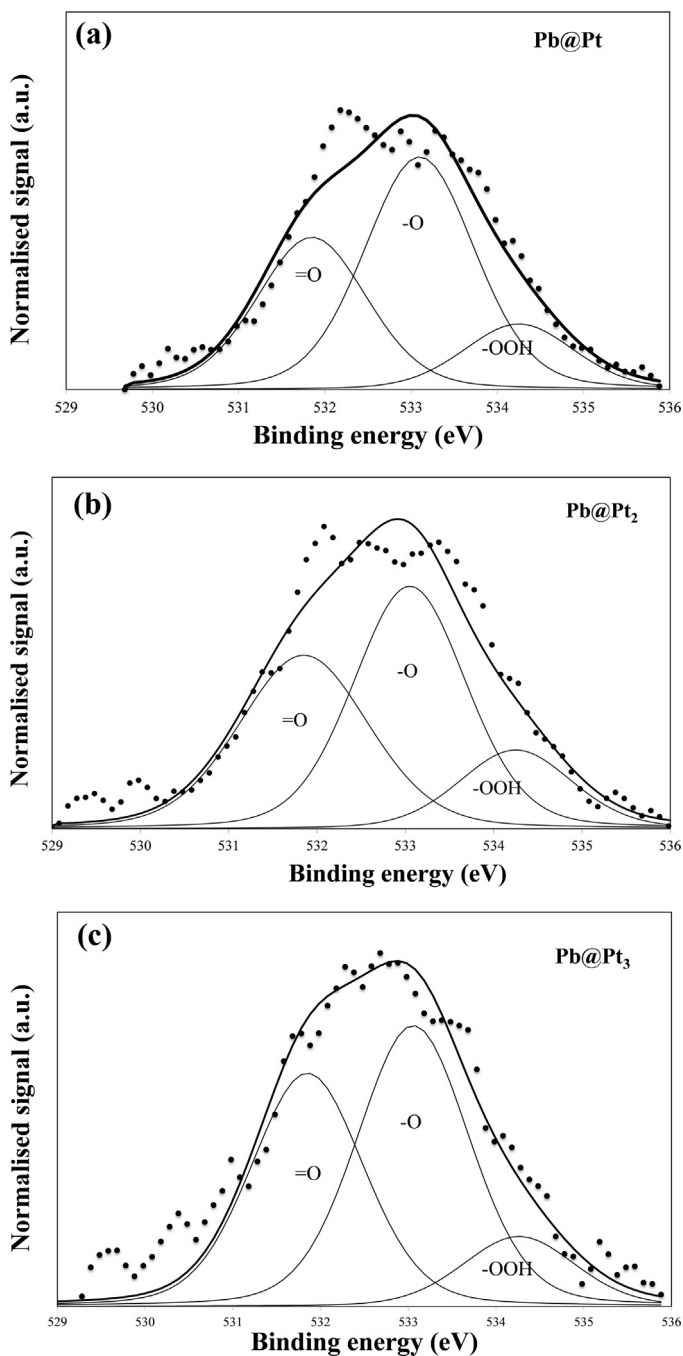 (a)
Pb@Pt
Normalised signal (a.u.)
-O
=O
-OOH
529 530 531 532 533 534 535 536
Binding energy (eV)
(b)
Pb@Pt₂
Normalised signal (a.u.)
-O
=O
-OOH
529 530 531 532 533 534 535 536
Binding energy (eV)
(c)
Pb@Pt₃
Normalised signal (a.u.)
-O
=O
-OOH
529 530 531 532 533 534 535 536
Binding energy (eV)